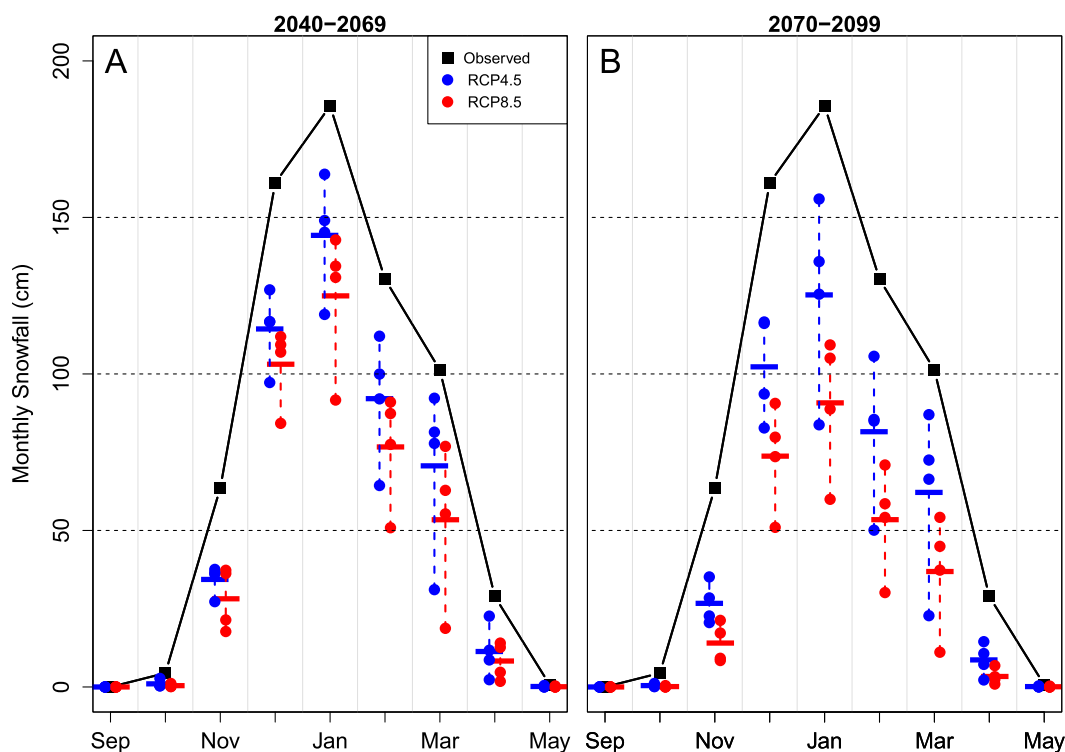 2040−2069
2070−2099
A
Observed
RCP4.5
RCP8.5
B
Monthly Snowfall (cm)
200
150
100
50
0
Sep Nov Jan Mar May
Sep Nov Jan Mar May